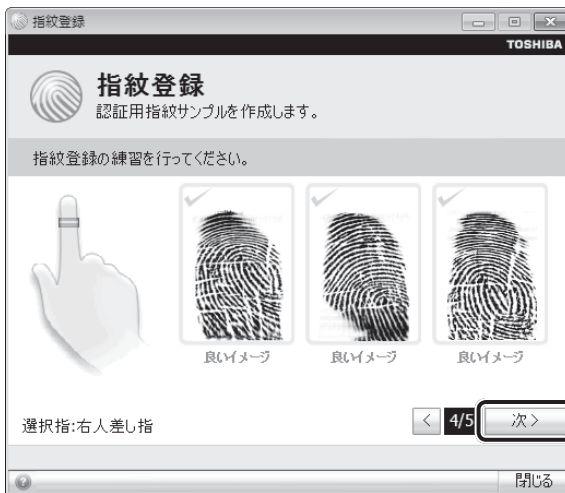 指紋登録
TOSHIBA
指紋登録
認証用指紋サンプルを作成します。
指紋登録の練習を行ってください。
良いイメージ
良いイメージ
良いイメージ
選択指:右人差し指
< 4/5 次 >
閉じる